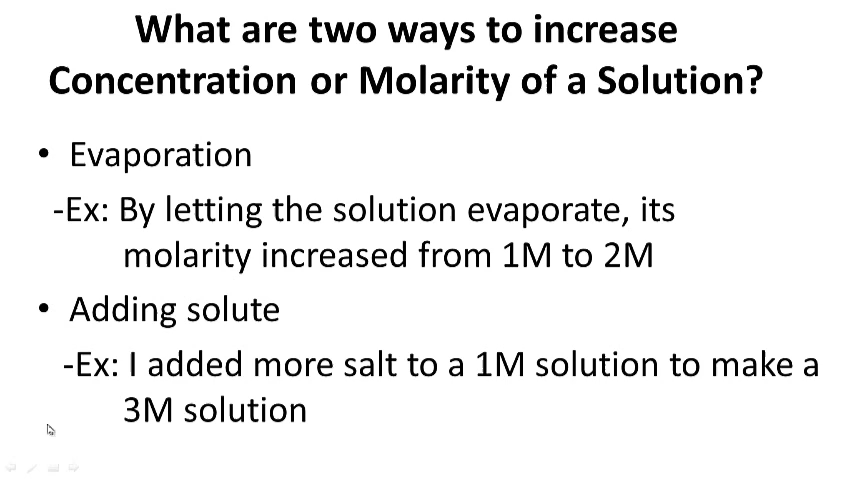 What are two ways to increase
Concentration or Molarity of a Solution?
• Evaporation
-Ex: By letting the solution evaporate, its
molarity increased from 1M to 2M
• Adding solute
-Ex: I added more salt to a 1M solution to make a
3M solution